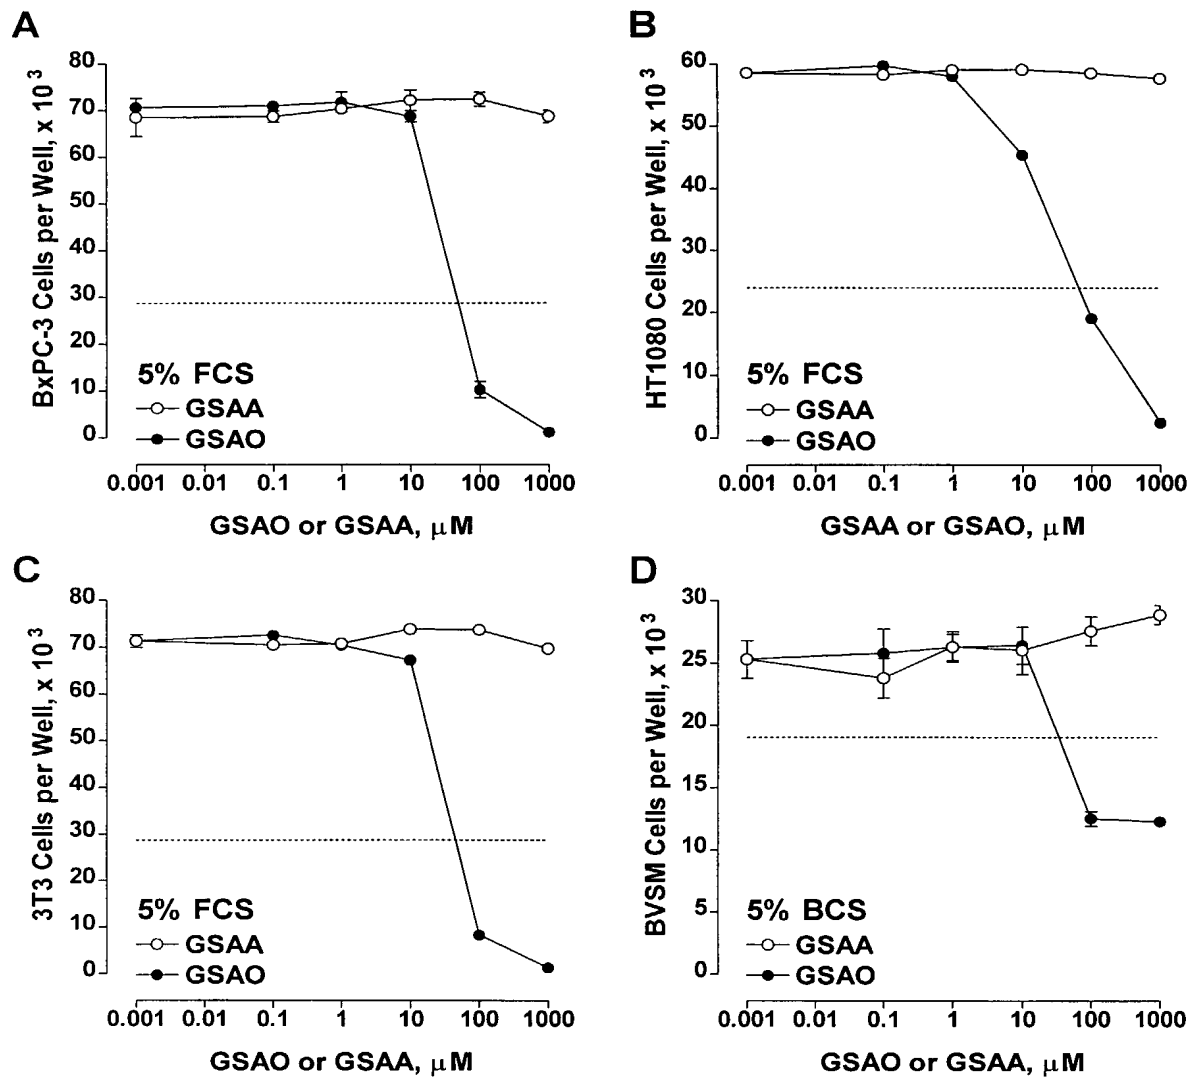 A
BxPC-3 Cells per Well, x 10³
80
70
60
50
40
30
20
10
0
5% FCS
GSAA
GSAO
0.001 0.01 0.1 1 10 100 1000
GSAO or GSAA, μM
B
HT1080 Cells per Well, x 10³
60
50
40
30
20
10
0
5% FCS
GSAA
GSAO
0.001 0.01 0.1 1 10 100 1000
GSAA or GSAO, μM
C
3T3 Cells per Well, x 10³
80
70
60
50
40
30
20
10
0
5% FCS
GSAA
GSAO
0.001 0.01 0.1 1 10 100 1000
GSAO or GSAA, μM
D
BVSM Cells per Well, x 10³
30
25
20
15
10
5
0
5% BCS
GSAA
GSAO
0.001 0.01 0.1 1 10 100 1000
GSAO or GSAA, μM